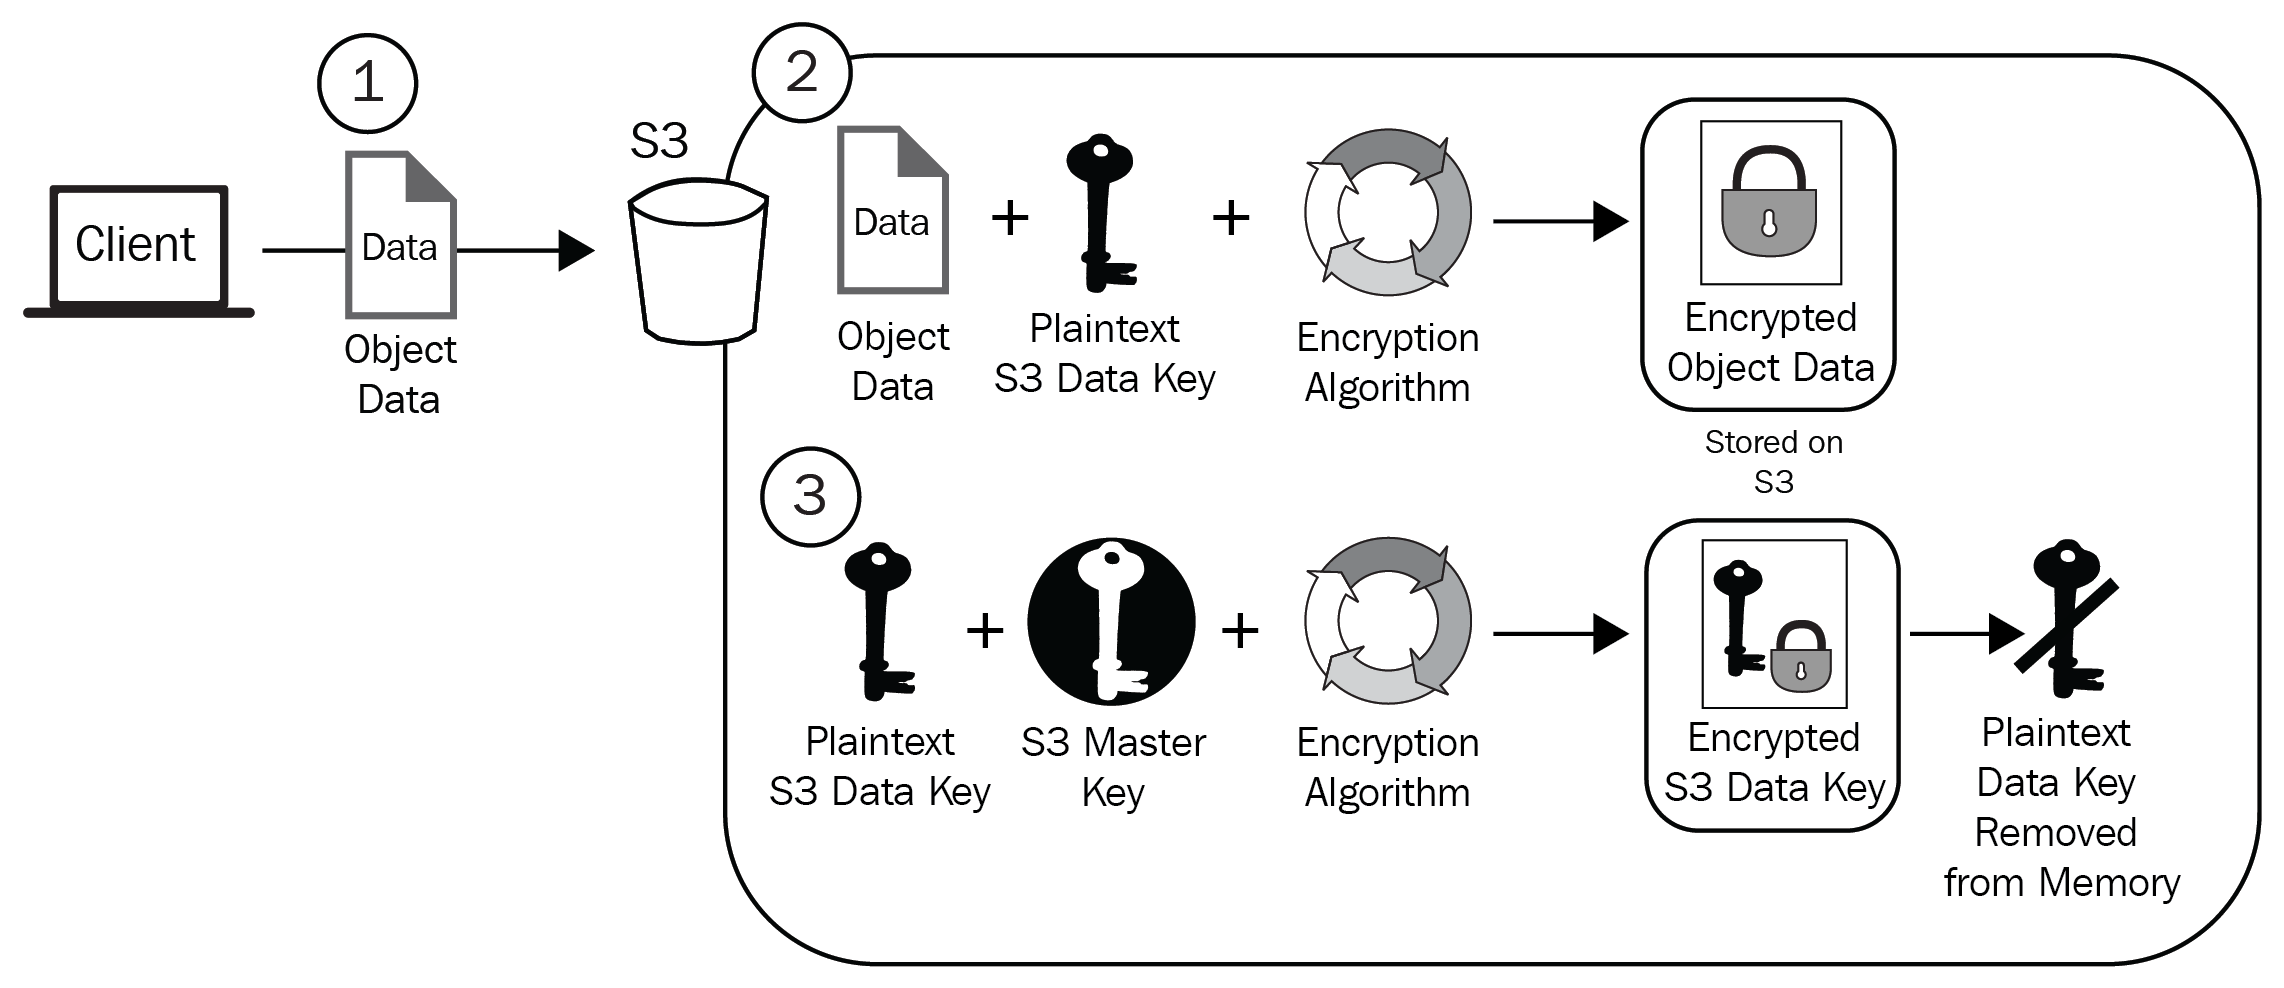 1
2
S3
Client
Data
Object
Data
Data
Object
Data
+
Plaintext
S3 Data Key
+
Encryption
Algorithm
Encrypted
Object Data
Stored on
S3
3
Plaintext
S3 Data Key
+
S3 Master
Key
+
Encryption
Algorithm
Encrypted
S3 Data Key
Plaintext
Data Key
Removed
from Memory